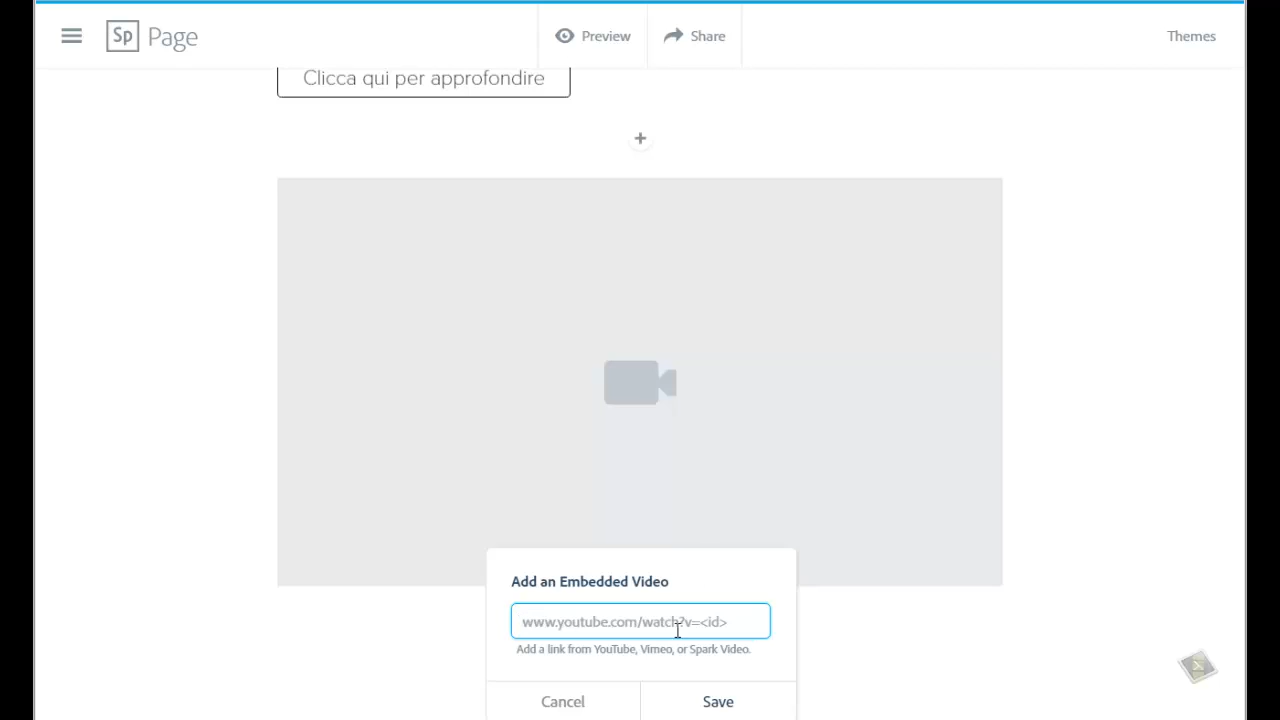 Sp Page
Preview
Share
Themes
Clicca qui per approfondire
+
Add an Embedded Video
www.youtube.com/watch?v=<id>
Add a link from YouTube, Vimeo, or Spark Video.
Cancel
Save